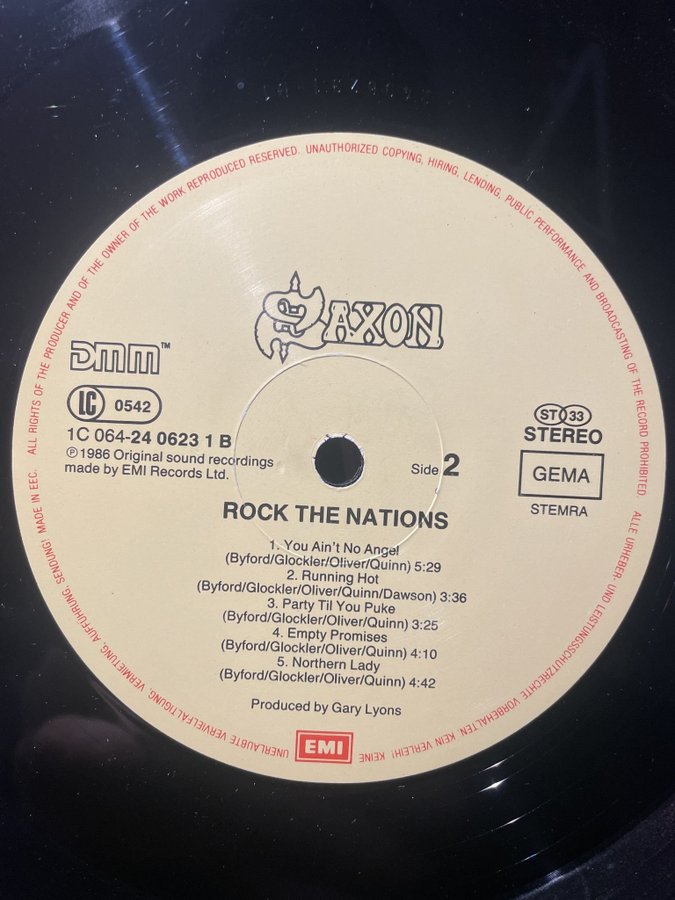 ALL RIGHTS OF THE PRODUCER AND OF THE OWNER OF THE WORK REPRODUCED RESERVED. UNAUTHORIZED COPYING, HIRING, LENDING, PUBLIC PERFORMANCE AND BROADCASTING OF THE RECORD PROHIBITED.
SAXON
DMM™
LC 0542
1C 064-24 0623 1 B
℗ 1986 Original sound recordings
made by EMI Records Ltd.
Side 2
ST 33
STEREO
GEMA
STEMRA
ROCK THE NATIONS
1. You Ain't No Angel
(Byford/Glockler/Oliver/Quinn) 5:29
2. Running Hot
(Byford/Glockler/Oliver/Quinn/Dawson) 3:36
3. Party Til You Puke
(Byford/Glockler/Oliver/Quinn) 3:25
4. Empty Promises
(Byford/Glockler/Oliver/Quinn) 4:10
5. Northern Lady
(Byford/Glockler/Oliver/Quinn) 4:42
Produced by Gary Lyons
EMI
ALLE URHEBER- UND LEISTUNGSSCHUTZRECHTE VORBEHALTEN KEIN VERLEIH! KEINE UNERLAUBTE VERVIELFÄLTIGUNG, VERMIETUNG, AUFFÜHRUNG, SENDUNG! MADE IN EEC.